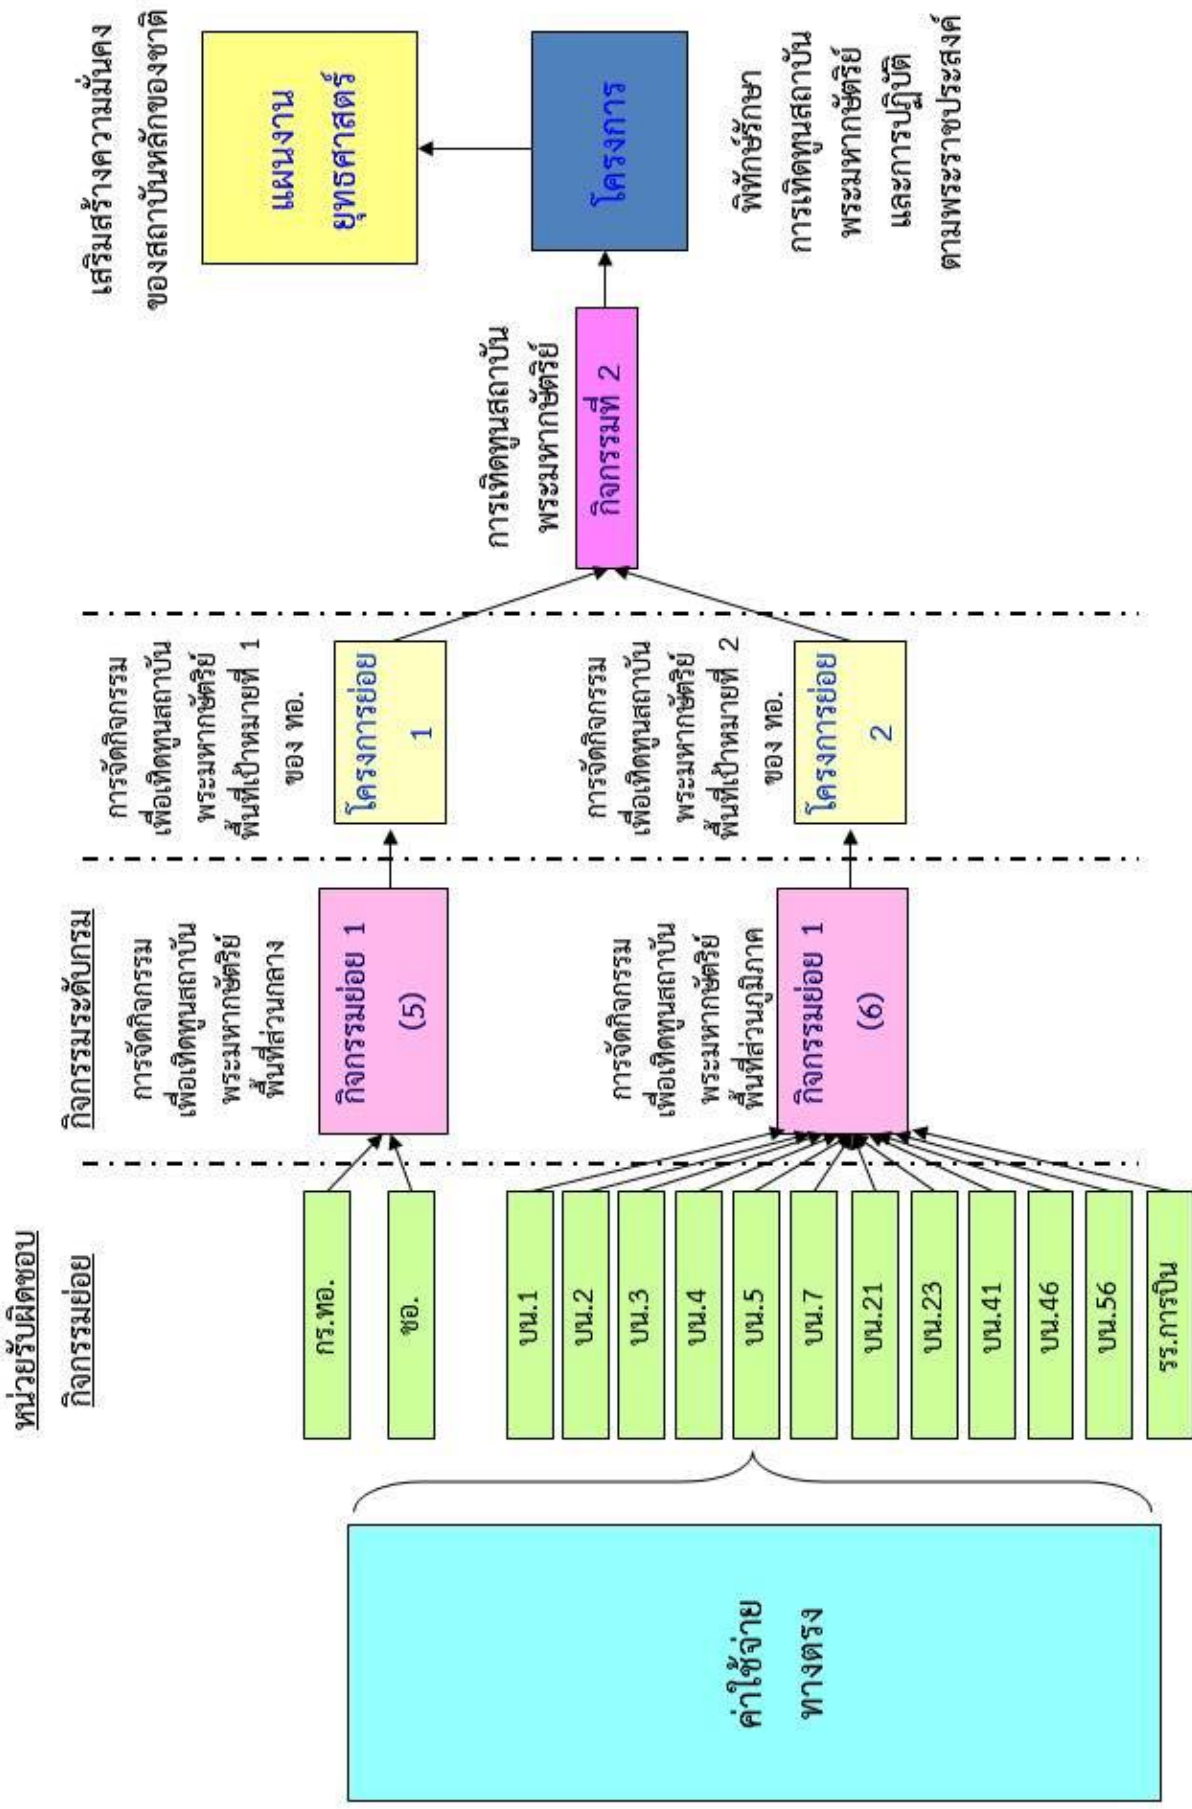 หน่วยรับผิดชอบ
กิจกรรมย่อย
กิจกรรมระดับกรม
ค่าใช้จ่าย
ทางตรง
กร.ทอ.
ชอ.
บน.1
บน.2
บน.3
บน.4
บน.5
บน.7
บน.21
บน.23
บน.41
บน.46
บน.56
รร.การบิน
การจัดกิจกรรม
เพื่อเทิดทูนสถาบัน
พระมหากษัตริย์
พื้นที่ส่วนกลาง
กิจกรรมย่อย 1
(5)
การจัดกิจกรรม
เพื่อเทิดทูนสถาบัน
พระมหากษัตริย์
พื้นที่ส่วนภูมิภาค
กิจกรรมย่อย 1
(6)
การจัดกิจกรรม
เพื่อเทิดทูนสถาบัน
พระมหากษัตริย์
พื้นที่เป้าหมายที่ 1
ของ ทอ.
โครงการย่อย
1
การจัดกิจกรรม
เพื่อเทิดทูนสถาบัน
พระมหากษัตริย์
พื้นที่เป้าหมายที่ 2
ของ ทอ.
โครงการย่อย
2
การเทิดทูนสถาบัน
พระมหากษัตริย์
กิจกรรมที่ 2
เสริมสร้างความมั่นคง
ของสถาบันหลักของชาติ
แผนงาน
ยุทธศาสตร์
โครงการ
พิทักษ์รักษา
การเทิดทูนสถาบัน
พระมหากษัตริย์
และการปฏิบัติ
ตามพระราชประสงค์